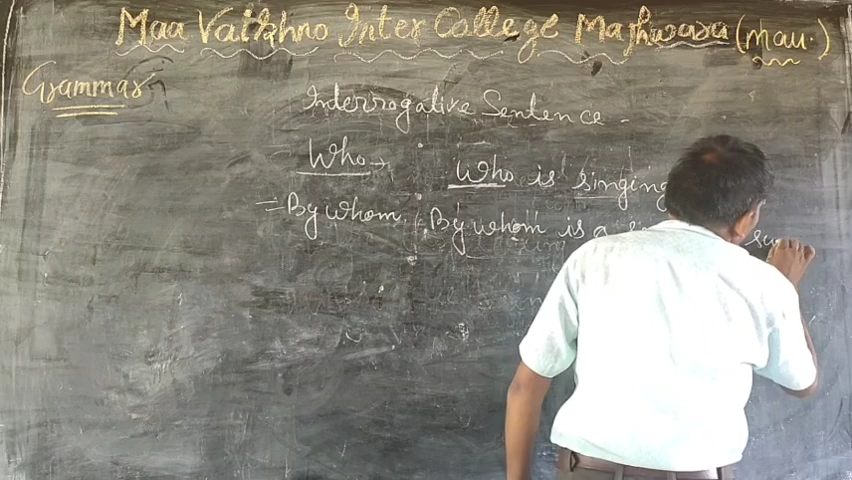 Maa Vaishno Inter College Majhwara (Mau.)
Grammar
Interrogative Sentence -
Who → Who is singing
= By whom. By whom is a